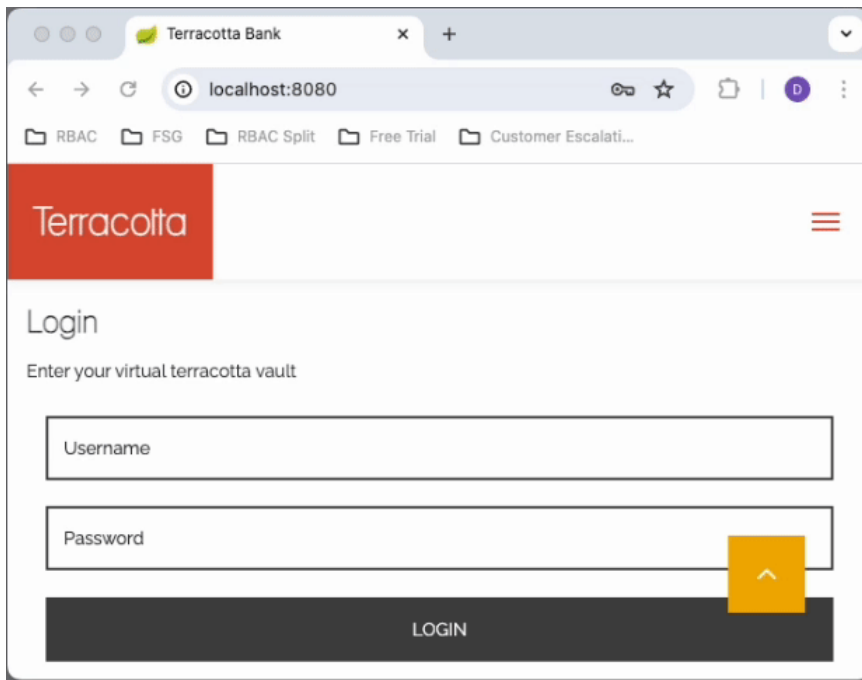 Terracotta Bank
localhost:8080
D
RBAC FSG RBAC Split Free Trial Customer Escalati...
Terracotta
Login
Enter your virtual terracotta vault
Username
Password
LOGIN